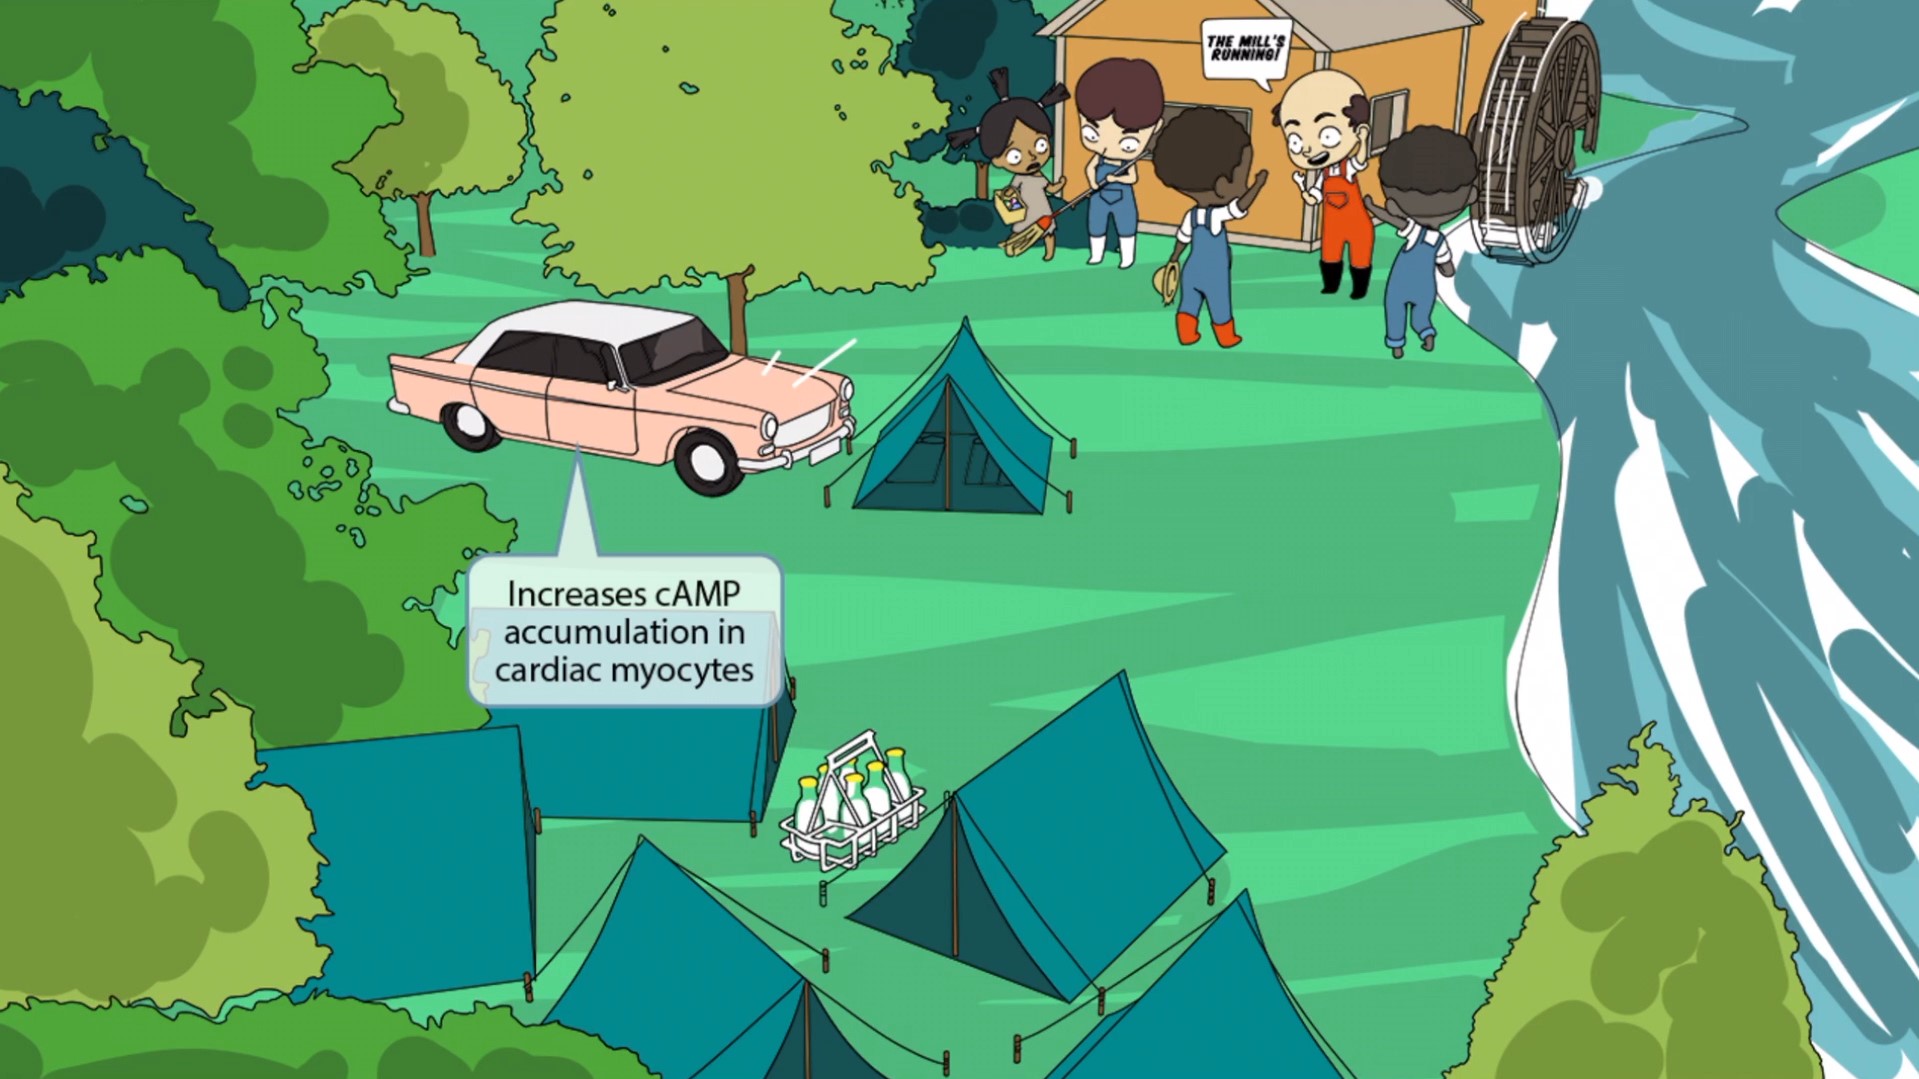 THE MILL'S
RUNNING!
Increases cAMP
accumulation in
cardiac myocytes